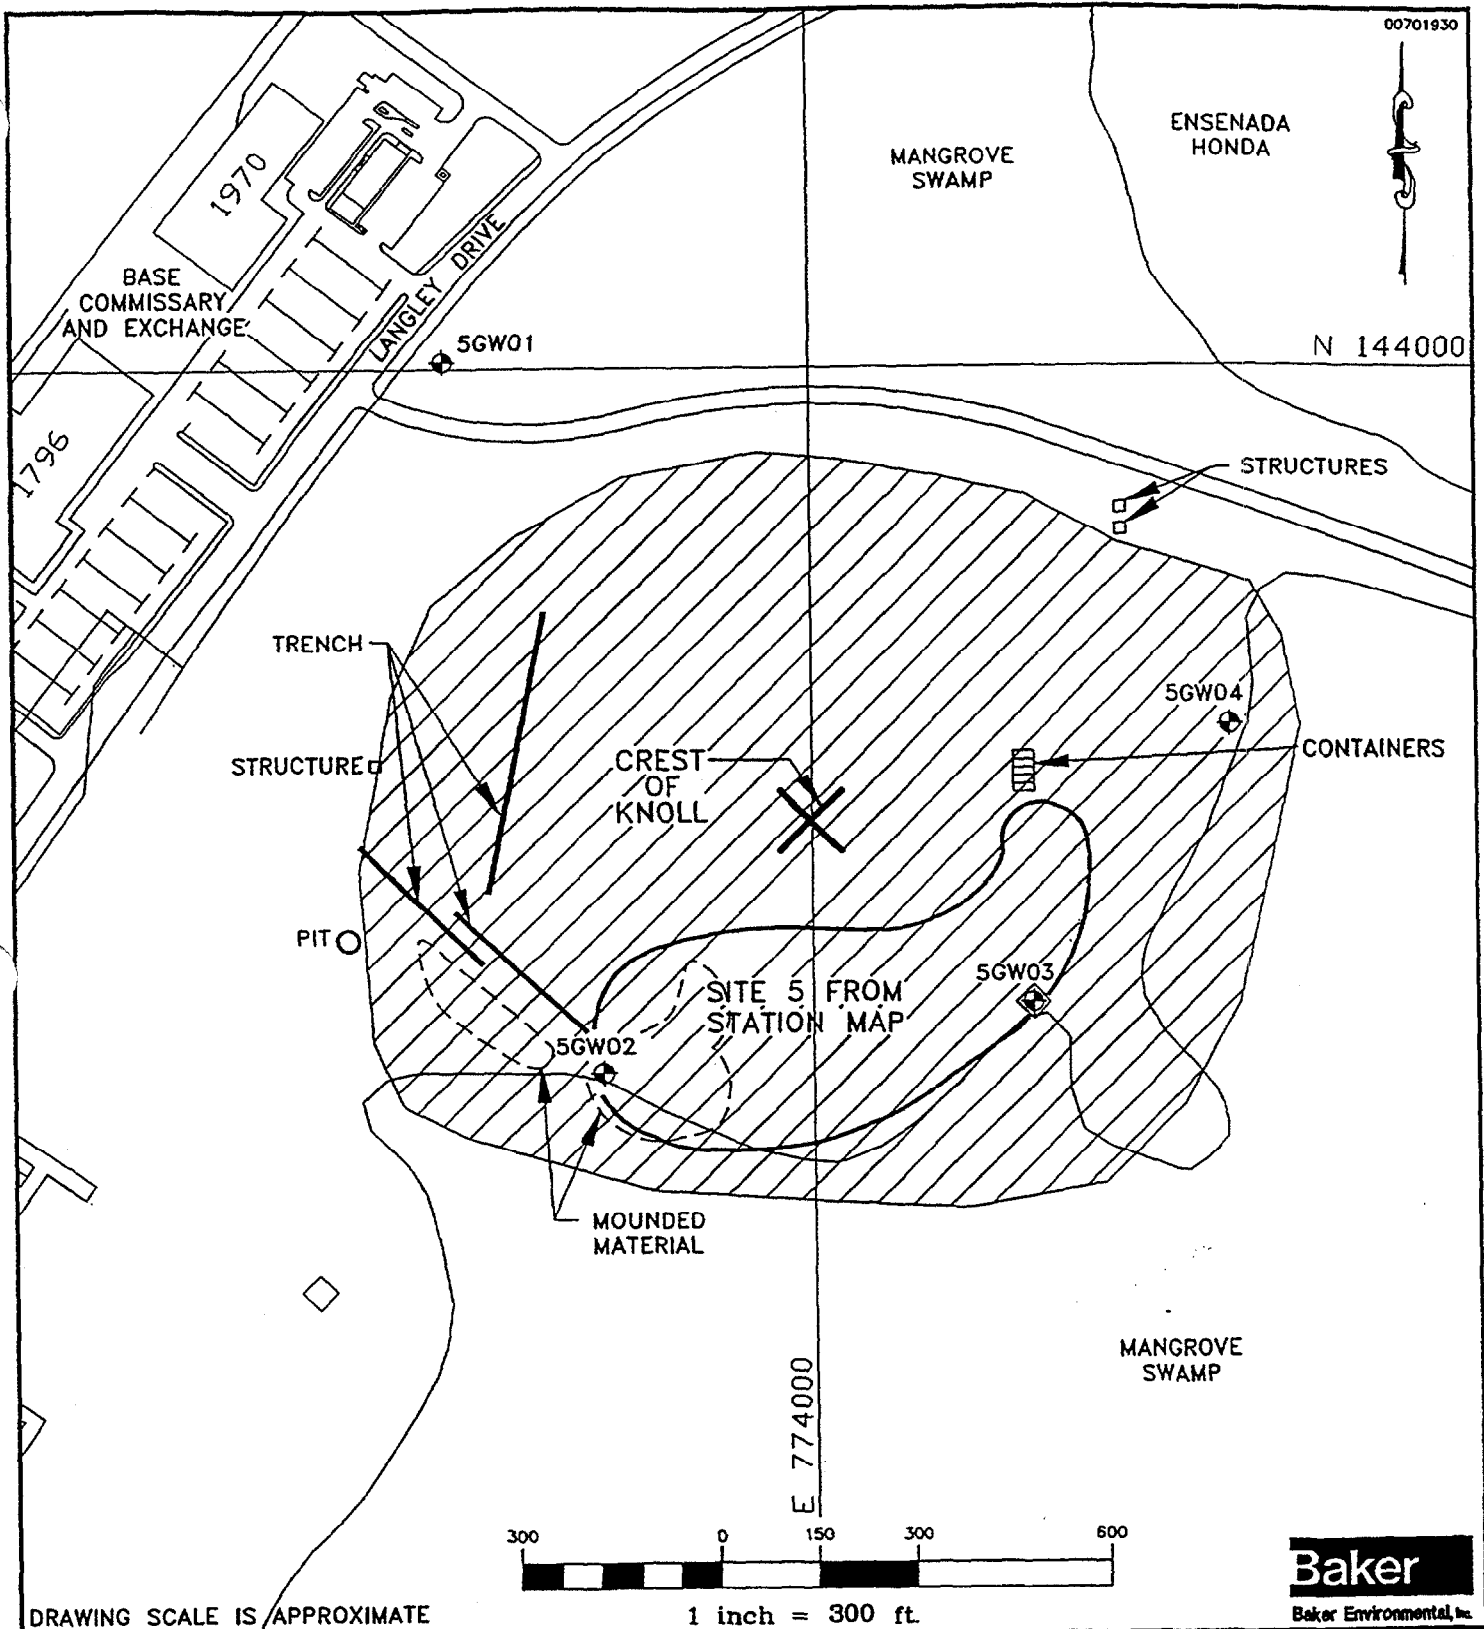 00701930
ENSENADA
HONDA
MANGROVE
SWAMP
1970
LANGLEY DRIVE
BASE
COMMISSARY
AND EXCHANGE
5GW01
N 144000
1796
STRUCTURES
TRENCH
5GW04
STRUCTURE
CREST
OF
KNOLL
CONTAINERS
PIT
5GW03
SITE 5 FROM
STATION MAP
5GW02
MOUNDED
MATERIAL
MANGROVE
SWAMP
E 774000
300 0 150 300 600
1 inch = 300 ft.
DRAWING SCALE IS APPROXIMATE
Baker
Baker Environmental, Inc.